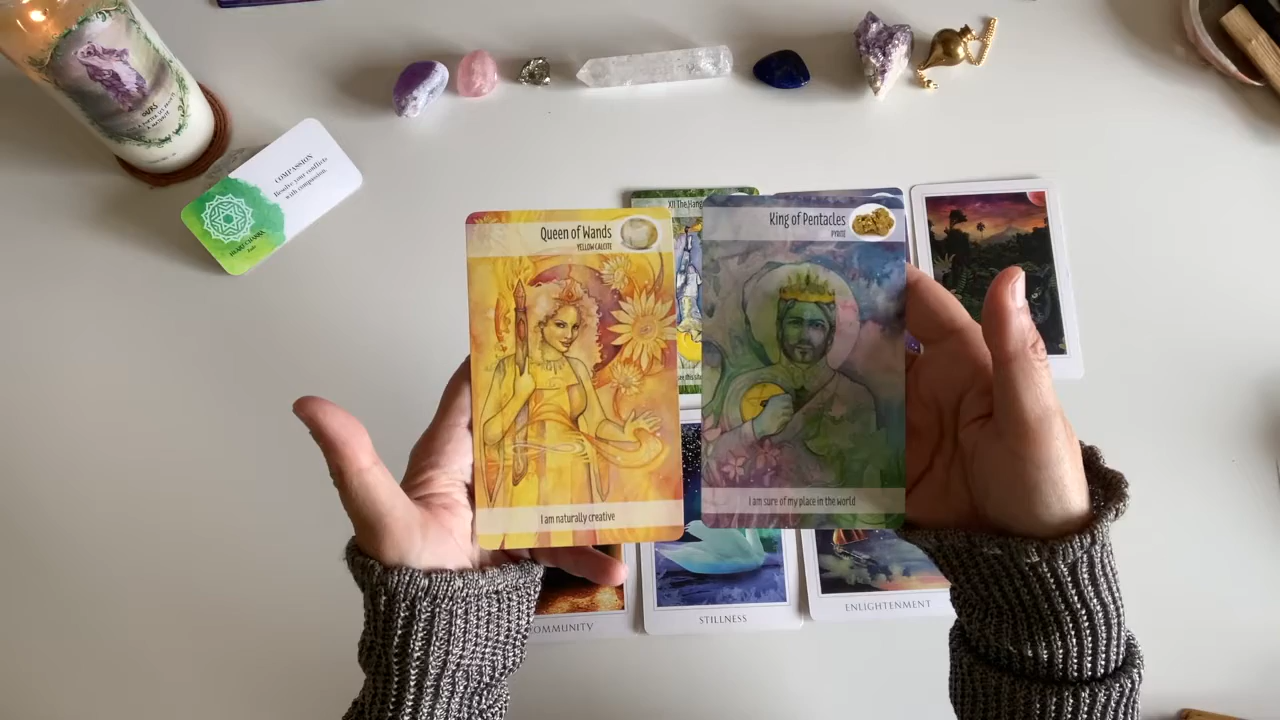 COMPASSION
Resolve your conflicts
with compassion.
HEART CHAKRA
XII The Hang
Queen of Wands
YELLOW CALCITE
I am naturally creative
King of Pentacles
PYRITE
I am sure of my place in the world
COMMUNITY
STILLNESS
ENLIGHTENMENT